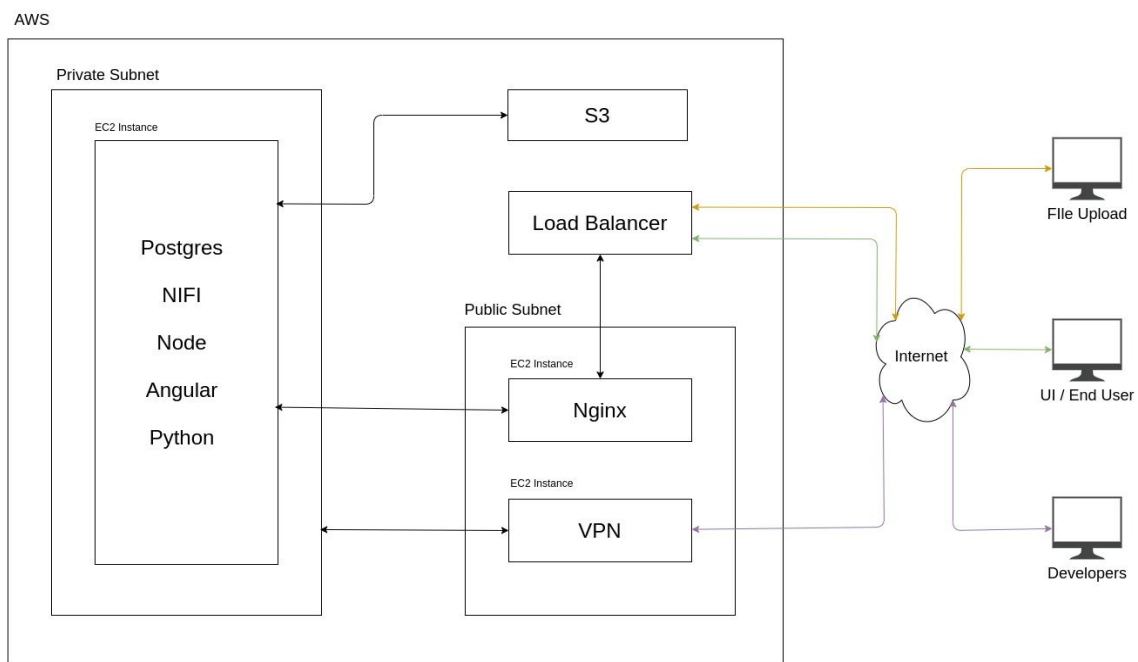 AWS
Private Subnet
EC2 Instance
Postgres
NIFI
Node
Angular
Python
S3
Load Balancer
Public Subnet
EC2 Instance
Nginx
EC2 Instance
VPN
Internet
FIle Upload
UI / End User
Developers